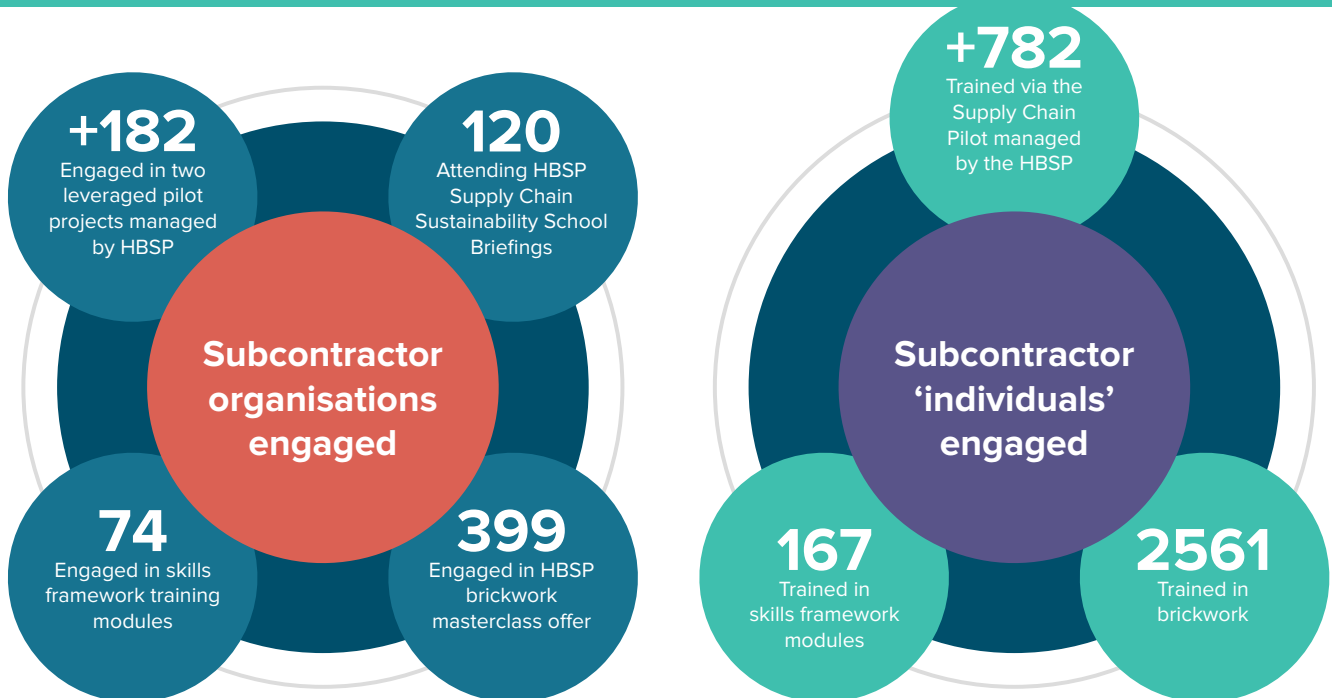 +182
Engaged in two
leveraged pilot
projects managed
by HBSP
120
Attending HBSP
Supply Chain
Sustainability School
Briefings
Subcontractor
organisations
engaged
74
Engaged in skills
framework training
modules
399
Engaged in HBSP
brickwork
masterclass offer
+782
Trained via the
Supply Chain
Pilot managed
by the HBSP
Subcontractor
‘individuals’
engaged
167
Trained in
skills framework
modules
2561
Trained in
brickwork